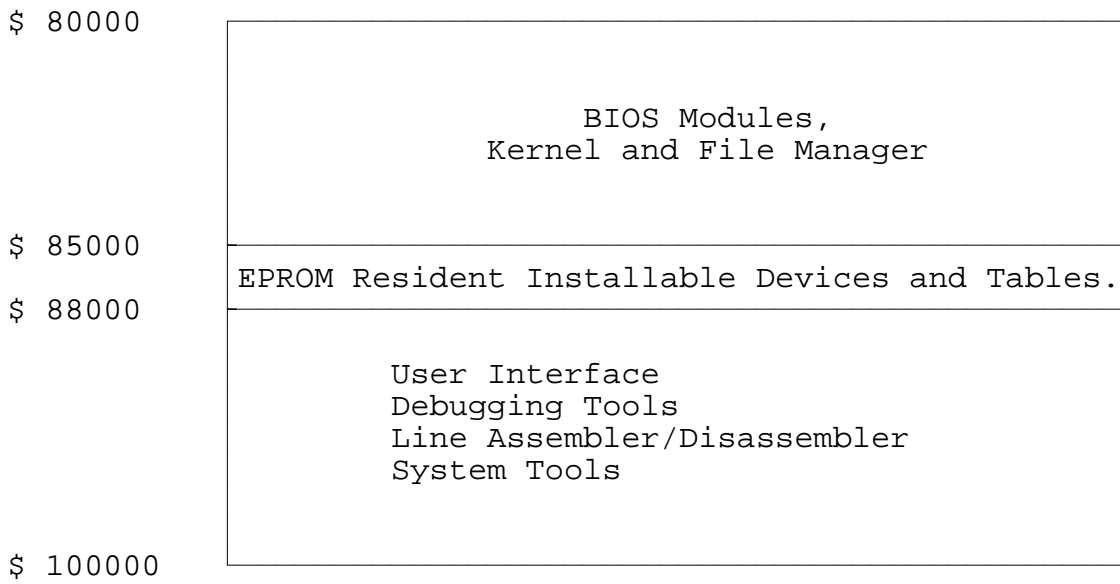 $ 80000
BIOS Modules,
Kernel and File Manager
$ 85000
EPROM Resident Installable Devices and Tables.
$ 88000
User Interface
Debugging Tools
Line Assembler/Disassembler
System Tools
$ 100000